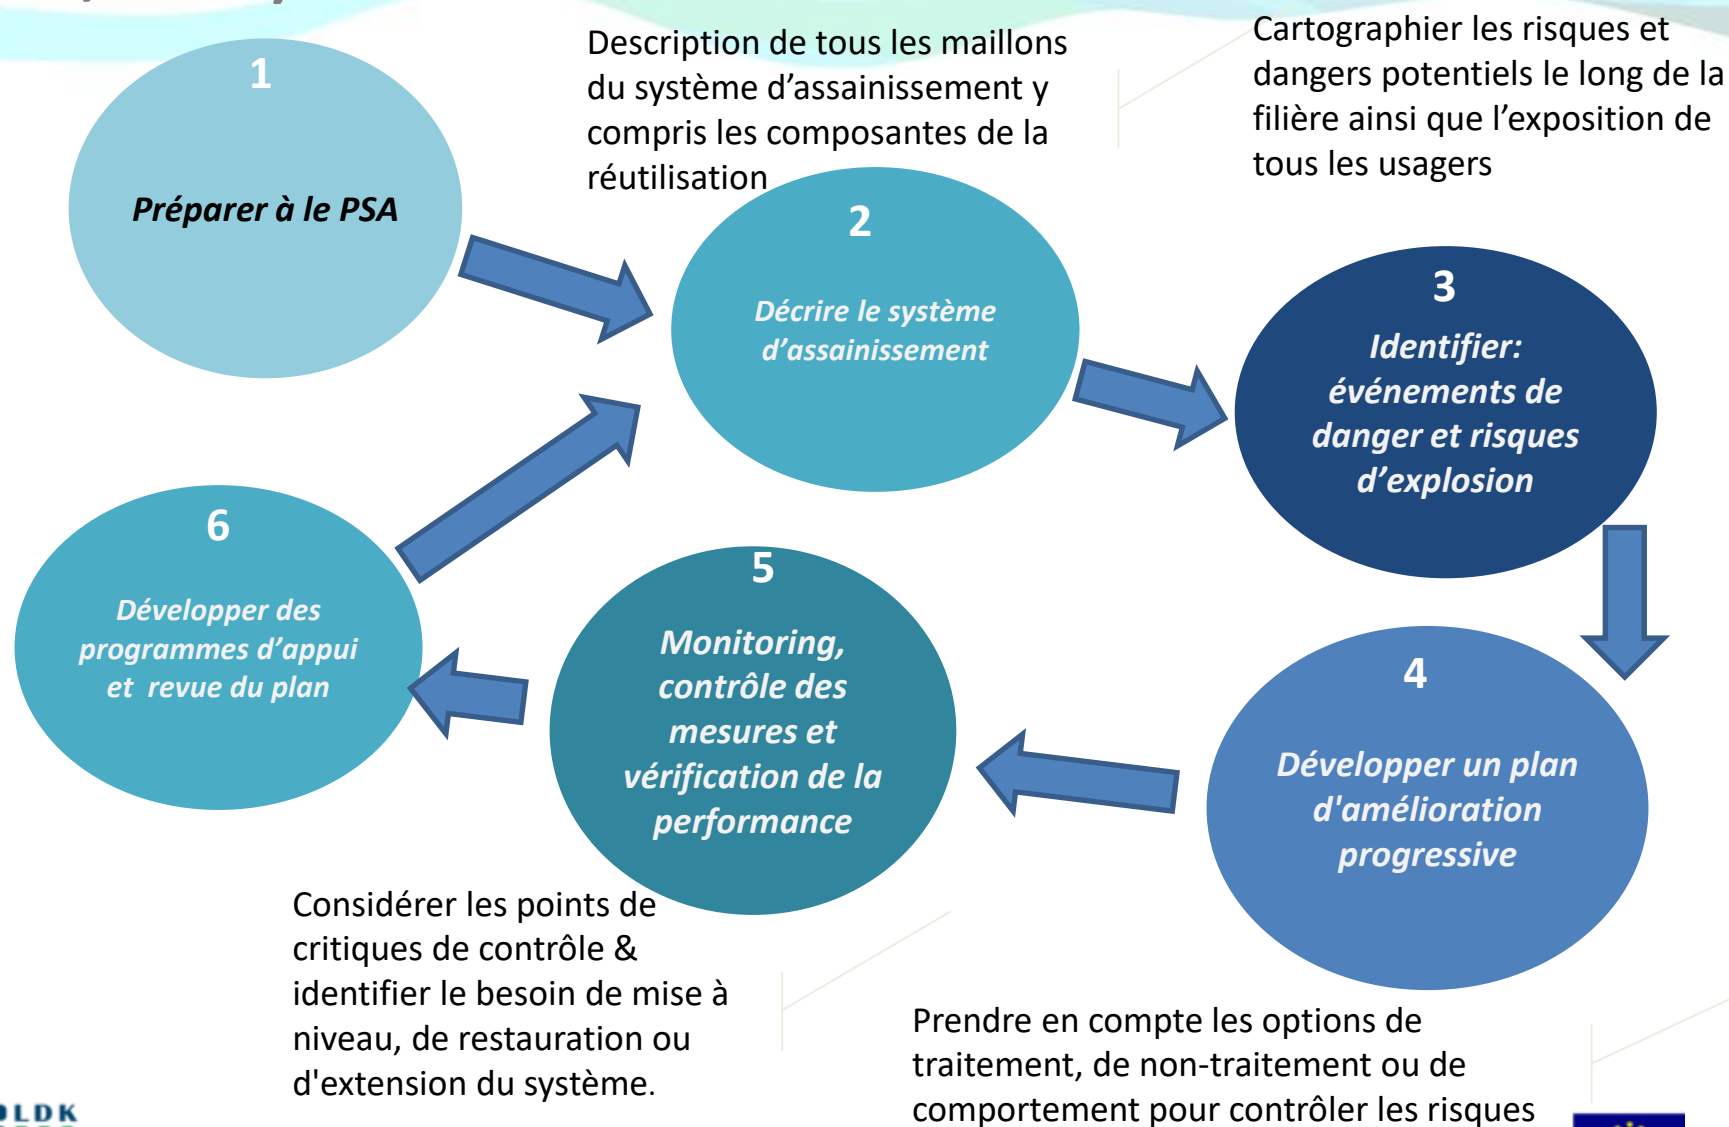 1
Préparer à le PSA
Description de tous les maillons
du système d’assainissement y
compris les composantes de la
réutilisation
Cartographier les risques et
dangers potentiels le long de la
filière ainsi que l’exposition de
tous les usagers
2
Décrire le système
d’assainissement
3
Identifier:
événements de
danger et risques
d’explosion
6
Développer des
programmes d’appui
et revue du plan
5
Monitoring,
contrôle des
mesures et
vérification de la
performance
4
Développer un plan
d'amélioration
progressive
Considérer les points de
critiques de contrôle &
identifier le besoin de mise à
niveau, de restauration ou
d'extension du système.
Prendre en compte les options de
traitement, de non-traitement ou de
comportement pour contrôler les risques
LDK